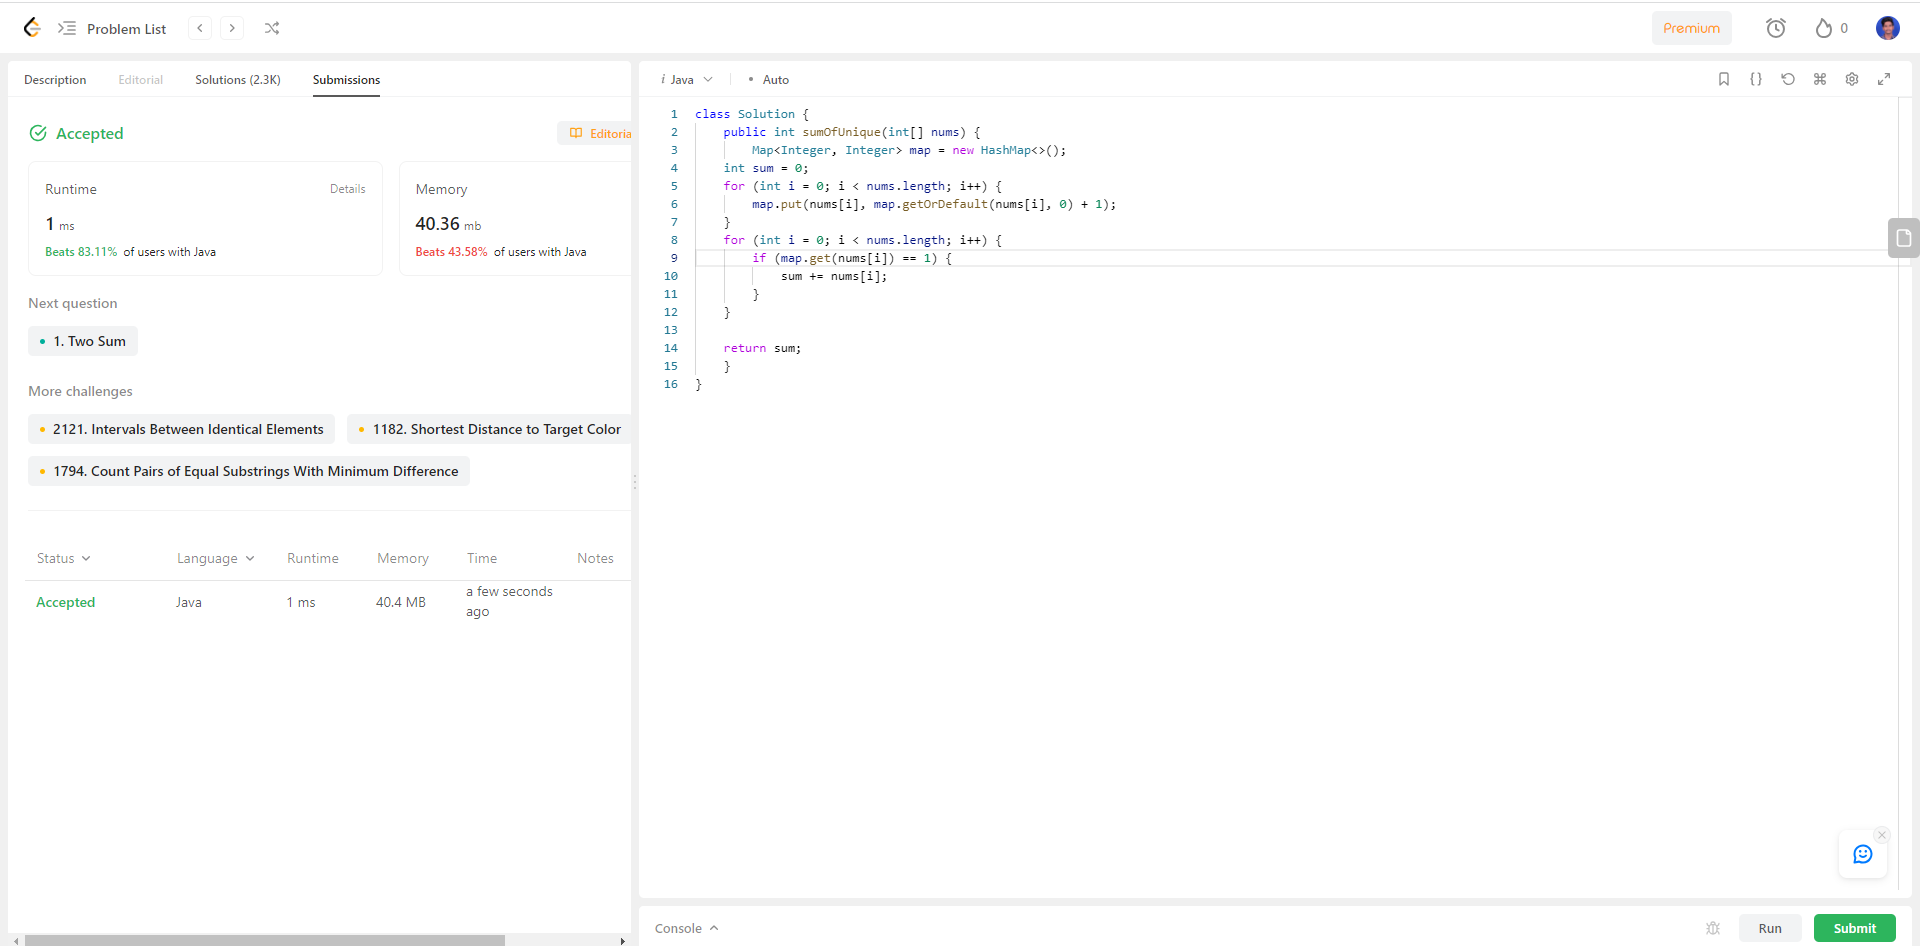 Problem List
Premium
0
Description Editorial Solutions (2.3K) Submissions
Accepted
Editoria
Runtime Details
1 ms
Beats 83.11% of users with Java
Memory
40.36 mb
Beats 43.58% of users with Java
Next question
1. Two Sum
More challenges
2121. Intervals Between Identical Elements
1182. Shortest Distance to Target Color
1794. Count Pairs of Equal Substrings With Minimum Difference
Status Language Runtime Memory Time Notes
Accepted Java 1 ms 40.4 MB a few seconds
ago
i Java • Auto
1 class Solution {
2 public int sumOfUnique(int[] nums) {
3 Map<Integer, Integer> map = new HashMap<>();
4 int sum = 0;
5 for (int i = 0; i < nums.length; i++) {
6 map.put(nums[i], map.getOrDefault(nums[i], 0) + 1);
7 }
8 for (int i = 0; i < nums.length; i++) {
9 if (map.get(nums[i]) == 1) {
10 sum += nums[i];
11 }
12 }
13
14 return sum;
15 }
16 }
Console
Run
Submit